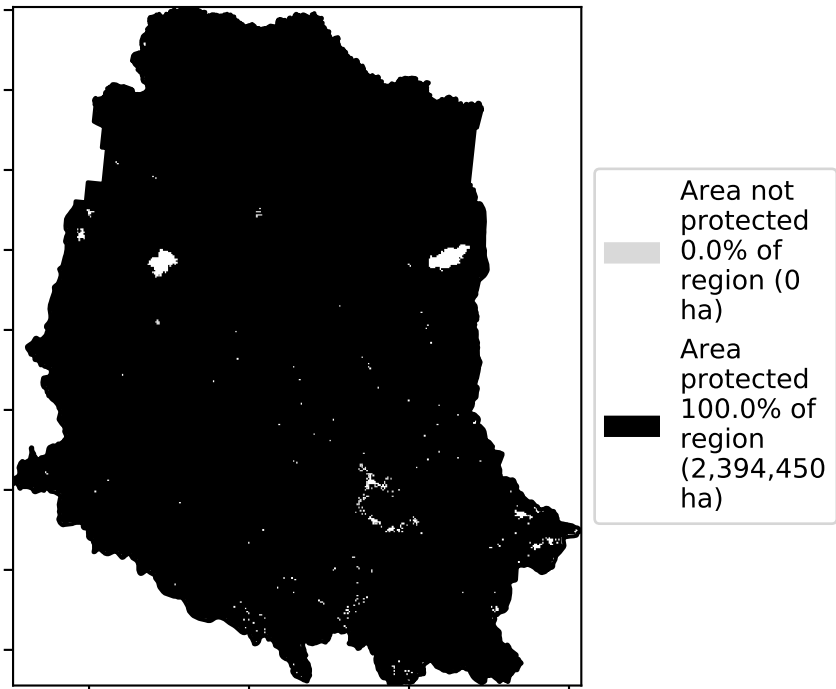 Area not
protected
0.0% of
region (0
ha)
Area
protected
100.0% of
region
(2,394,450
ha)